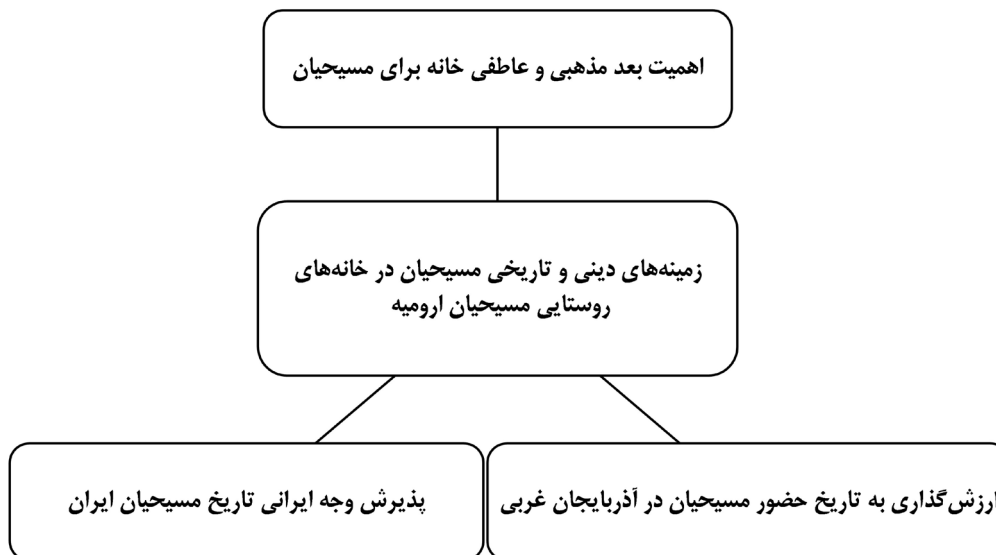 اهمیت بعد مذهبی و عاطفی خانه برای مسیحیان
زمینه‌های دینی و تاریخی مسیحیان در خانه‌های
روستایی مسیحیان ارومیه
ارزش‌گذاری به تاریخ حضور مسیحیان در آذربایجان غربی
پذیرش وجه ایرانی تاریخ مسیحیان ایران